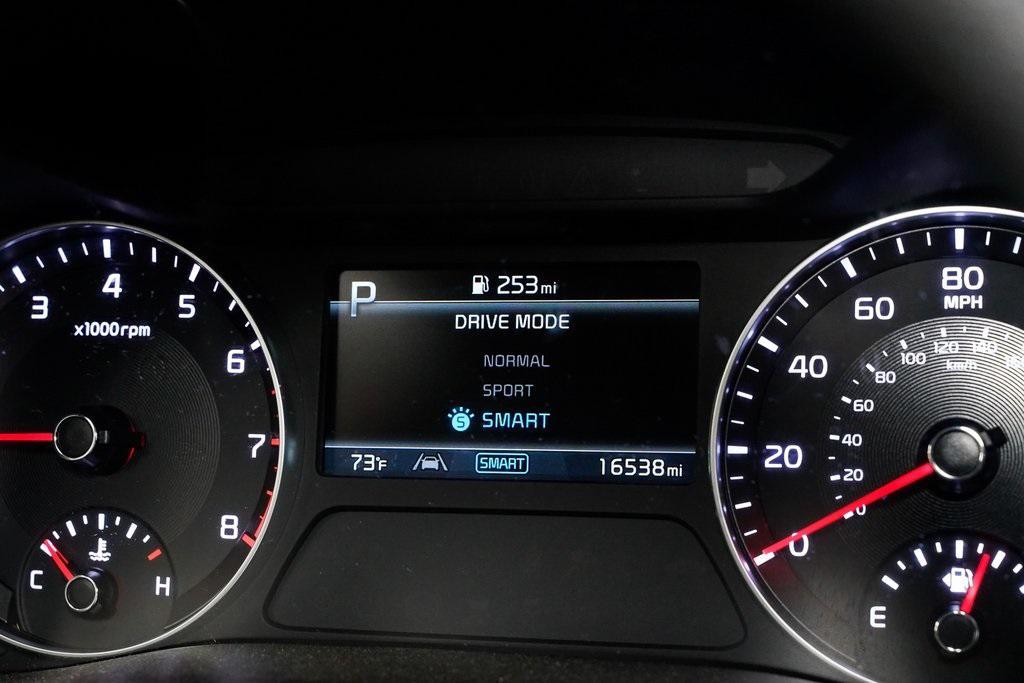 3
4
5
x1000rpm
6
7
8
C
H
P
253mi
DRIVE MODE
NORMAL
SPORT
S SMART
73°F
SMART
16538mi
80
MPH
60
40
20
0
120
140
100
km/h
80
60
40
20
0
E